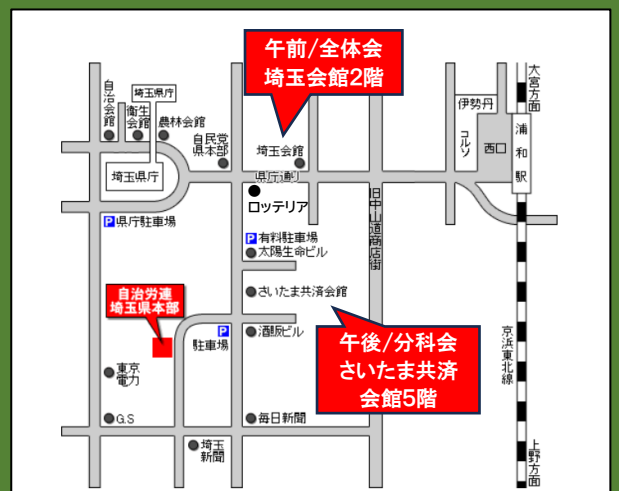 午前/全体会
埼玉会館2階
大宮方面
自治会館
埼玉県庁
衛生
会館
農林会館
自民党
県本部
埼玉会館
伊勢丹
コルソ
西口
浦和駅
埼玉県庁
県庁通り
ロッテリア
旧中山道商店街
P県庁駐車場
P有料駐車場
太陽生命ビル
自治労連
埼玉県本部
さいたま共済会館
P
駐車場
酒販ビル
午後/分科会
さいたま共済
会館5階
京浜東北線
東京
電力
G.S
毎日新聞
埼玉
新聞
上野方面